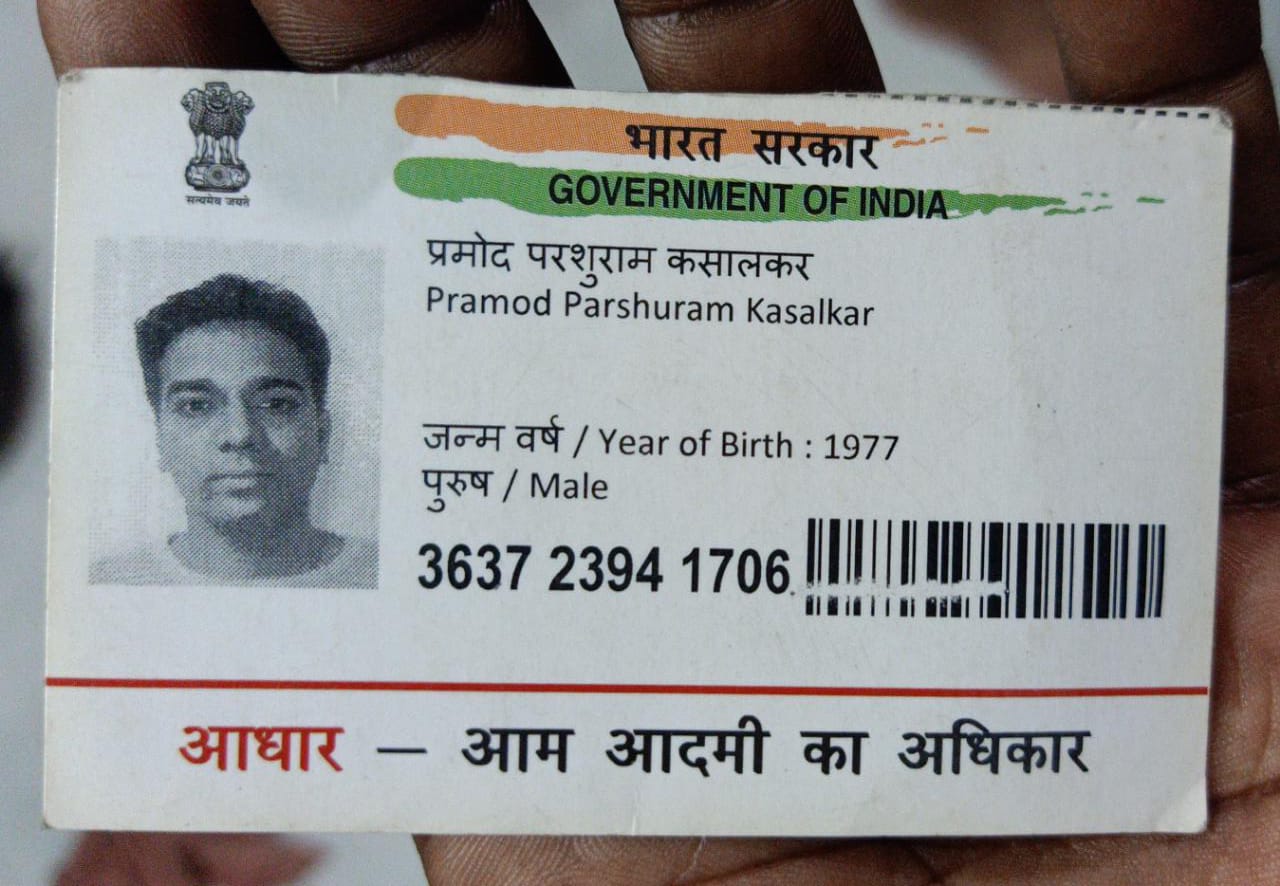 भारत सरकार
GOVERNMENT OF INDIA
सत्यमेव जयते
प्रमोद परशुराम कसालकर
Pramod Parshuram Kasalkar
जन्म वर्ष / Year of Birth : 1977
पुरुष / Male
3637 2394 1706
आधार – आम आदमी का अधिकार